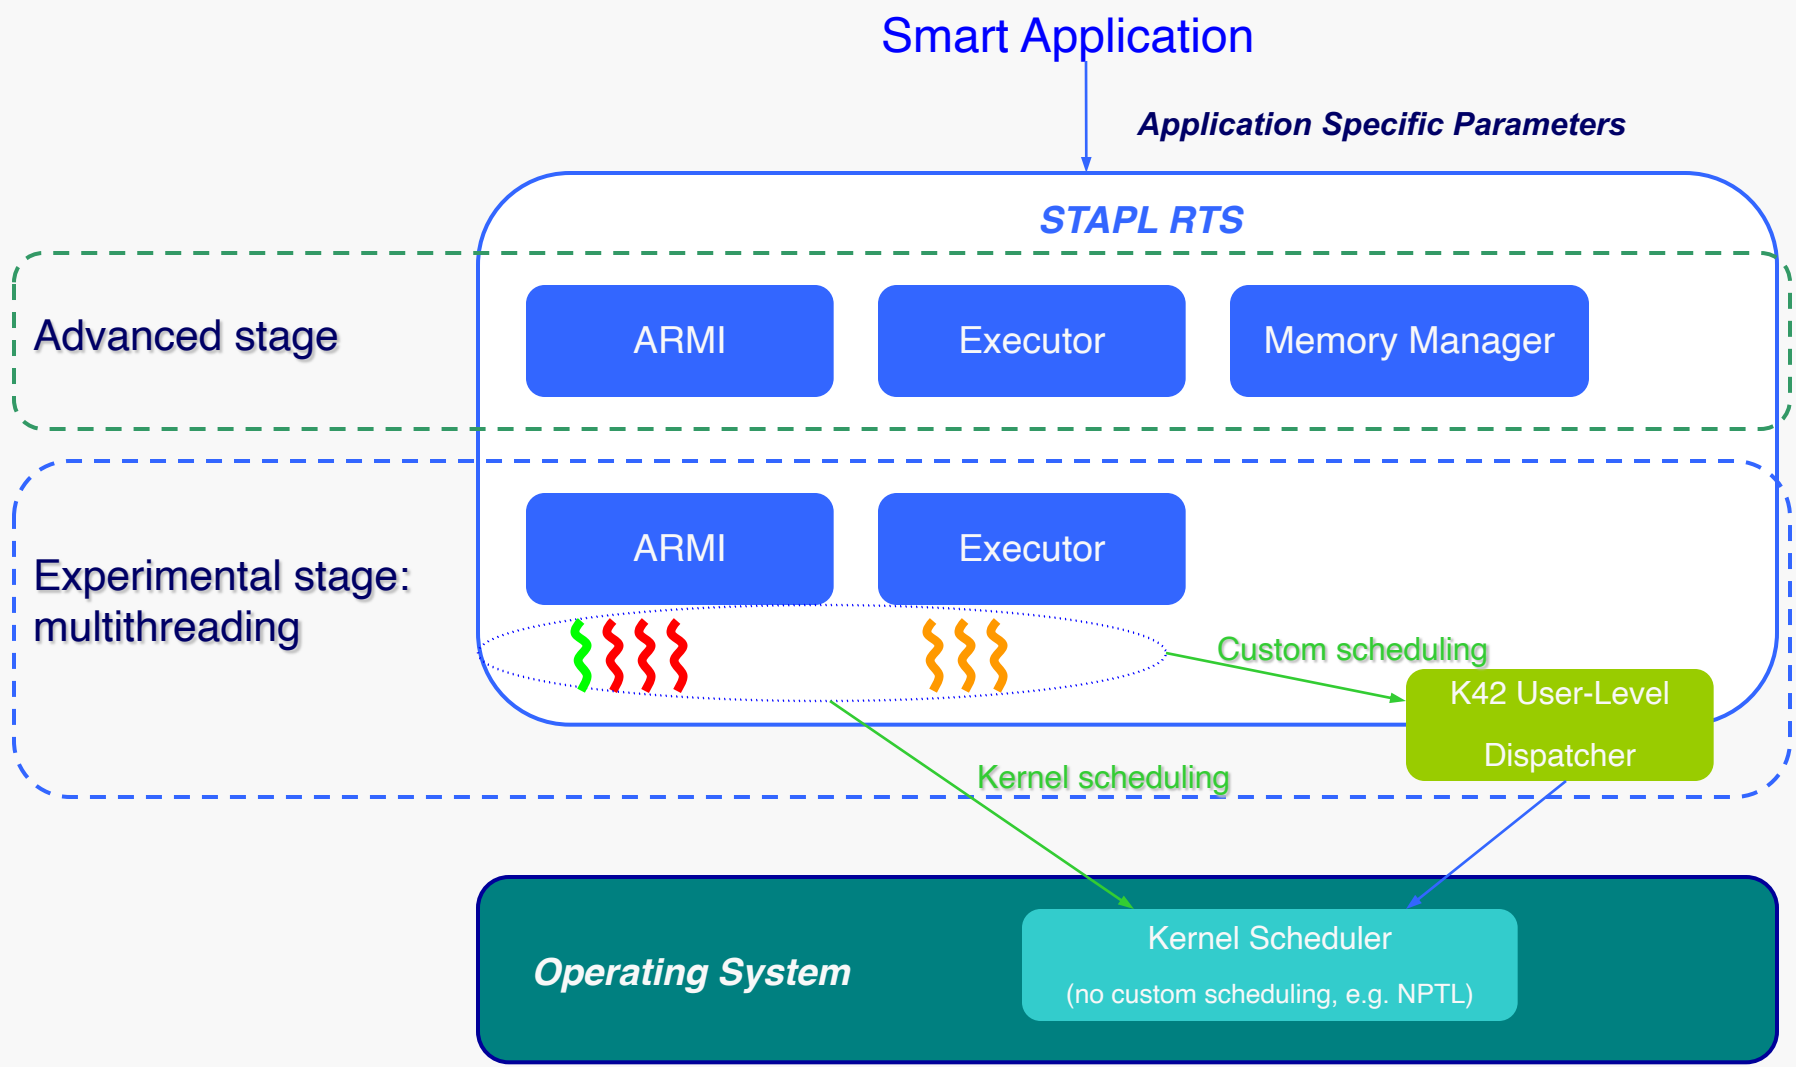 Smart Application
Application Specific Parameters
STAPL RTS
Advanced stage
ARMI
Executor
Memory Manager
Experimental stage:
multithreading
ARMI
Executor
Custom scheduling
K42 User-Level
Dispatcher
Kernel scheduling
Operating System
Kernel Scheduler
(no custom scheduling, e.g. NPTL)